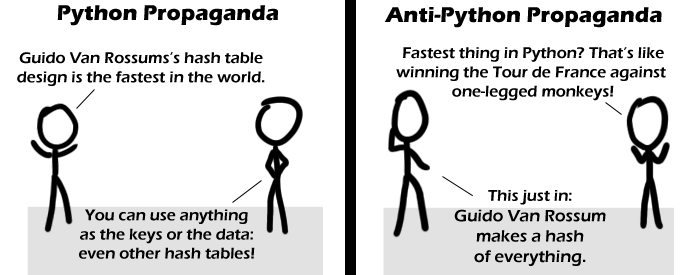 Python Propaganda
Guido Van Rossums's hash table
design is the fastest in the world.
You can use anything
as the keys or the data:
even other hash tables!
Anti-Python Propaganda
Fastest thing in Python? That's like
winning the Tour de France against
one-legged monkeys!
This just in:
Guido Van Rossum
makes a hash
of everything.